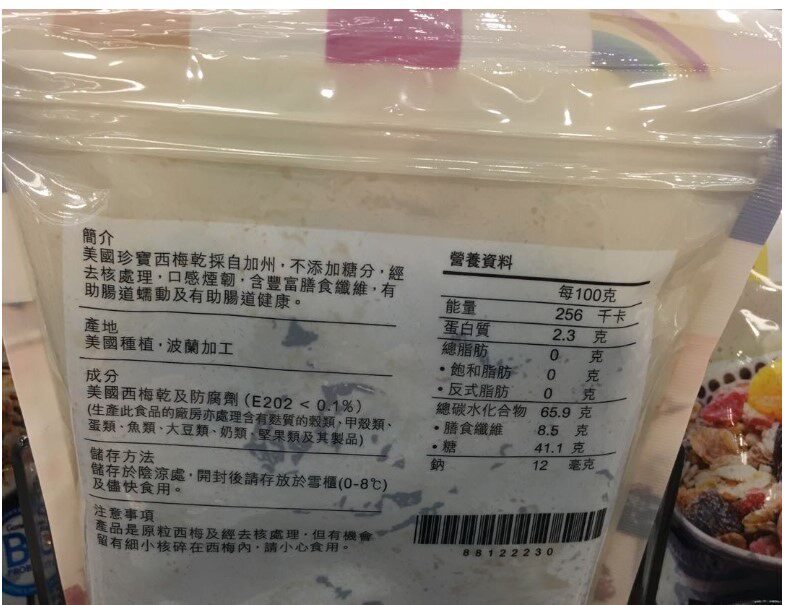 簡介
美國珍寶西梅乾採自加州，不添加糖分，經
去核處理，口感煙韌，含豐富膳食纖維，有
助腸道蠕動及有助腸道健康。
產地
美國種植，波蘭加工
成分
美國西梅乾及防腐劑 (E202 < 0.1%)
(生產此食品的廠房亦處理含有麩質的穀類、甲殼類、
蛋類、魚類、大豆類、奶類、堅果類及其製品)
儲存方法
儲存於陰涼處，開封後請存放於雪櫃(0-8℃)
及儘快食用。
注意事項
產品是原粒西梅及經去核處理，但有機會
留有細小核碎在西梅內，請小心食用。
營養資料
每100克
能量 256 千卡
蛋白質 2.3 克
總脂肪 0 克
•飽和脂肪 0 克
•反式脂肪 0 克
總碳水化合物 65.9 克
•膳食纖維 8.5 克
•糖 41.1 克
鈉 12 毫克
88122230